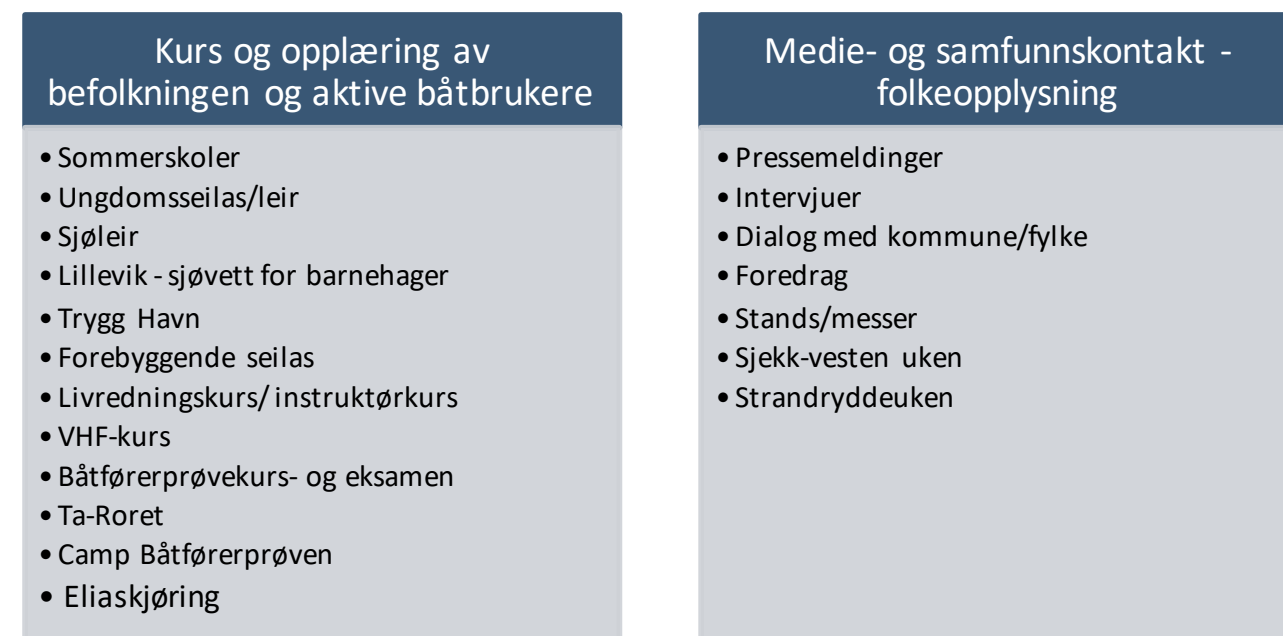 Kurs og opplæring av
befolkningen og aktive båtbrukere
• Sommerskoler
• Ungdomsseilas/leir
• Sjøleir
• Lillevik - sjøvett for barnehager
• Trygg Havn
• Forebyggende seilas
• Livredningskurs/ instruktørkurs
• VHF-kurs
• Båtførerprøvekurs- og eksamen
• Ta-Roret
• Camp Båtførerprøven
• Eliaskjøring
Medie- og samfunnskontakt -
folkeopplysning
• Pressemeldinger
• Intervjuer
• Dialog med kommune/fylke
• Foredrag
• Stands/messer
• Sjekk-vesten uken
• Strandryddeuken